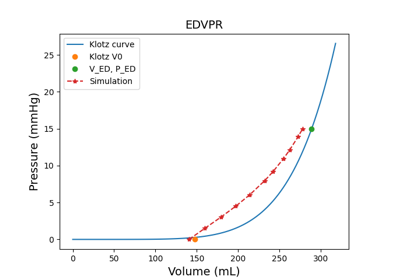 EDVPR
Klotz curve
Klotz V0
V_ED, P_ED
Simulation
Pressure (mmHg)
25
20
15
10
5
0
0 50 100 150 200 250 300
Volume (mL)